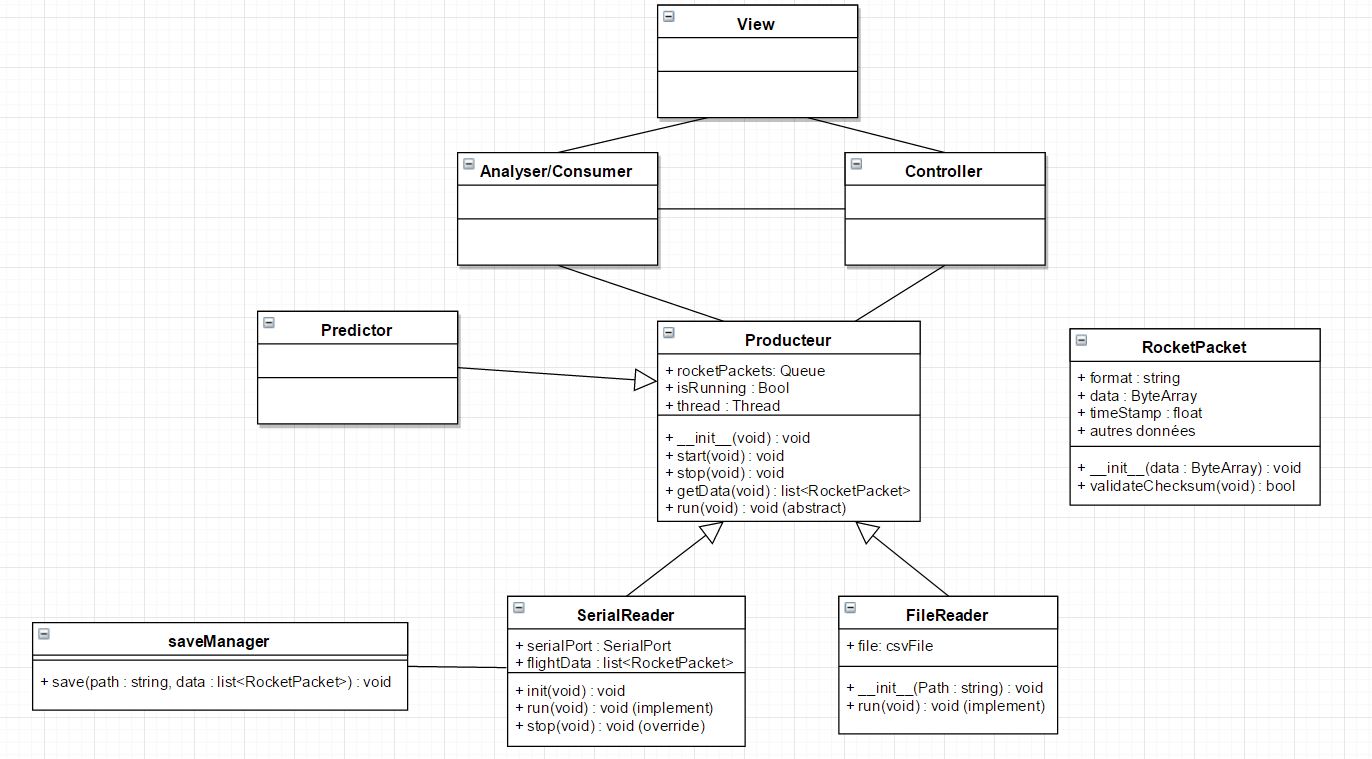 View
Analyser/Consumer
Controller
Predictor
Producteur
+ rocketPackets: Queue
+ isRunning : Bool
+ thread : Thread
+ __init__(void) : void
+ start(void) : void
+ stop(void) : void
+ getData(void) : list<RocketPacket>
+ run(void) : void (abstract)
RocketPacket
+ format : string
+ data : ByteArray
+ timeStamp : float
+ autres données
+ __init__(data : ByteArray) : void
+ validateChecksum(void) : bool
saveManager
+ save(path : string, data : list<RocketPacket>) : void
SerialReader
+ serialPort : SerialPort
+ flightData : list<RocketPacket>
+ init(void) : void
+ run(void) : void (implement)
+ stop(void) : void (override)
FileReader
+ file: csvFile
+ __init__(Path : string) : void
+ run(void) : void (implement)